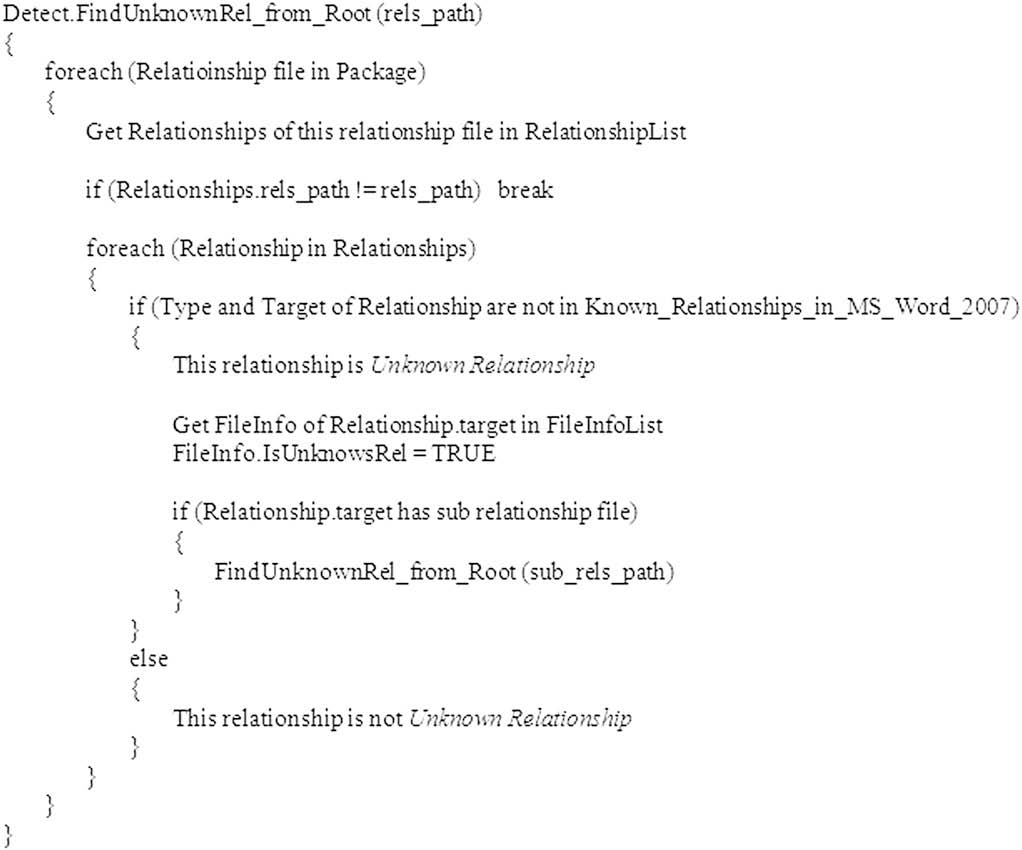 Detect.FindUnknownRel_from_Root (rels_path)
{
foreach (Relatioinship file in Package)
{
Get Relationships of this relationship file in RelationshipList
if (Relationships.rels_path != rels_path) break
foreach (Relationship in Relationships)
{
if (Type and Target of Relationship are not in Known_Relationships_in_MS_Word_2007)
{
This relationship is Unknown Relationship
Get FileInfo of Relationship.target in FileInfoList
FileInfo.IsUnknowsRel = TRUE
if (Relationship.target has sub relationship file)
{
FindUnknownRel_from_Root (sub_rels_path)
}
}
else
{
This relationship is not Unknown Relationship
}
}
}
}